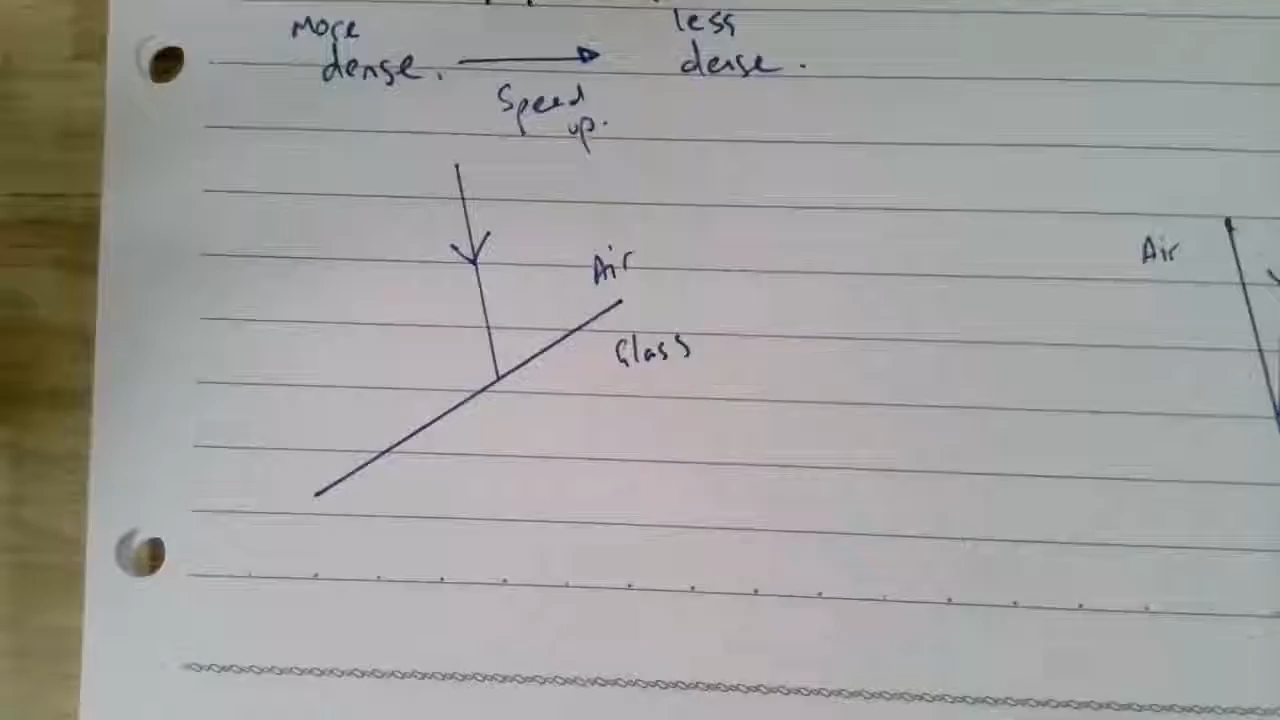 More
dense.
less
dense.
Speed
up.
Air
Glass
Air